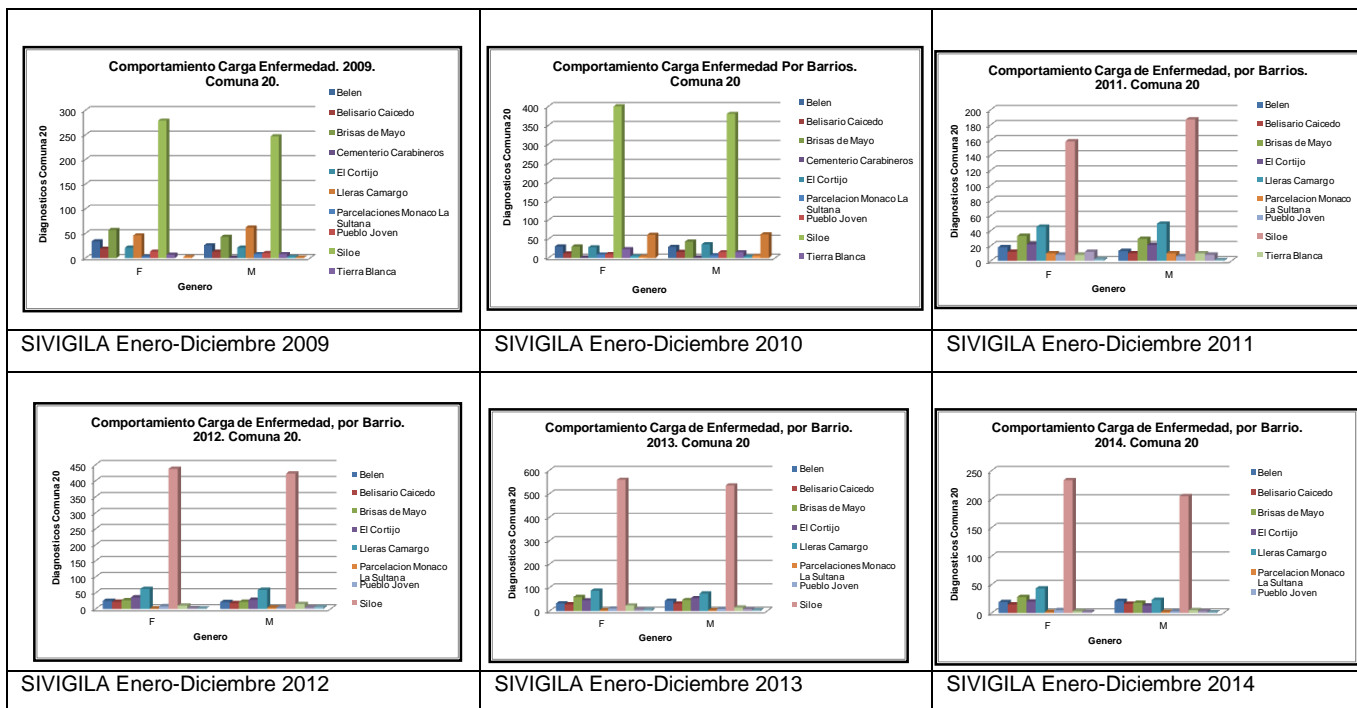 Comportamiento Carga Enfermedad. 2009.
Comuna 20.
Diagnosticos Comuna 20
300
250
200
150
100
50
0
F
M
Genero
Belen
Belisario Caicedo
Brisas de Mayo
Cementerio Carabineros
El Cortijo
Lleras Camargo
Parcelaciones Monaco La
Sultana
Pueblo Joven
Siloe
Tierra Blanca
Comportamiento Carga Enfermedad Por Barrios.
Comuna 20
Diagnosticos Comuna 20
400
350
300
250
200
150
100
50
0
F
M
Genero
Belen
Belisario Caicedo
Brisas de Mayo
Cementerio Carabineros
El Cortijo
Parcelacion Monaco La
Sultana
Pueblo Joven
Siloe
Tierra Blanca
Comportamiento Carga de Enfermedad, por Barrios.
2011. Comuna 20
Diagnosticos Comuna 20
200
180
160
140
120
100
80
60
40
20
0
F
M
Genero
Belen
Belisario Caicedo
Brisas de Mayo
El Cortijo
Lleras Camargo
Parcelacion Monaco
La Sultana
Pueblo Joven
Siloe
Tierra Blanca
SIVIGILA Enero-Diciembre 2009
SIVIGILA Enero-Diciembre 2010
SIVIGILA Enero-Diciembre 2011
Comportamiento Carga de Enfermedad, por Barrio.
2012. Comuna 20.
Diagnosticos Comuna 20
450
400
350
300
250
200
150
100
50
0
F
M
Genero
Belen
Belisario Caicedo
Brisas de Mayo
El Cortijo
Lleras Camargo
Parcelacion Monaco
La Sultana
Pueblo Joven
Siloe
Comportamiento Carga de Enfermedad, por Barrio.
2013. Comuna 20
Diagnosticos Comuna 20
600
500
400
300
200
100
0
F
M
Genero
Belen
Belisario Caicedo
Brisas de Mayo
El Cortijo
Lleras Camargo
Parcelaciones Monaco
La Sultana
Pueblo Joven
Siloe
Comportamiento Carga de Enfermedad, por Barrio.
2014. Comuna 20
Diagnosticos Comuna 20
250
200
150
100
50
0
F
M
Genero
Belen
Belisario Caicedo
Brisas de Mayo
El Cortijo
Lleras Camargo
Parcelacion Monaco
La Sultana
Pueblo Joven
SIVIGILA Enero-Diciembre 2012
SIVIGILA Enero-Diciembre 2013
SIVIGILA Enero-Diciembre 2014